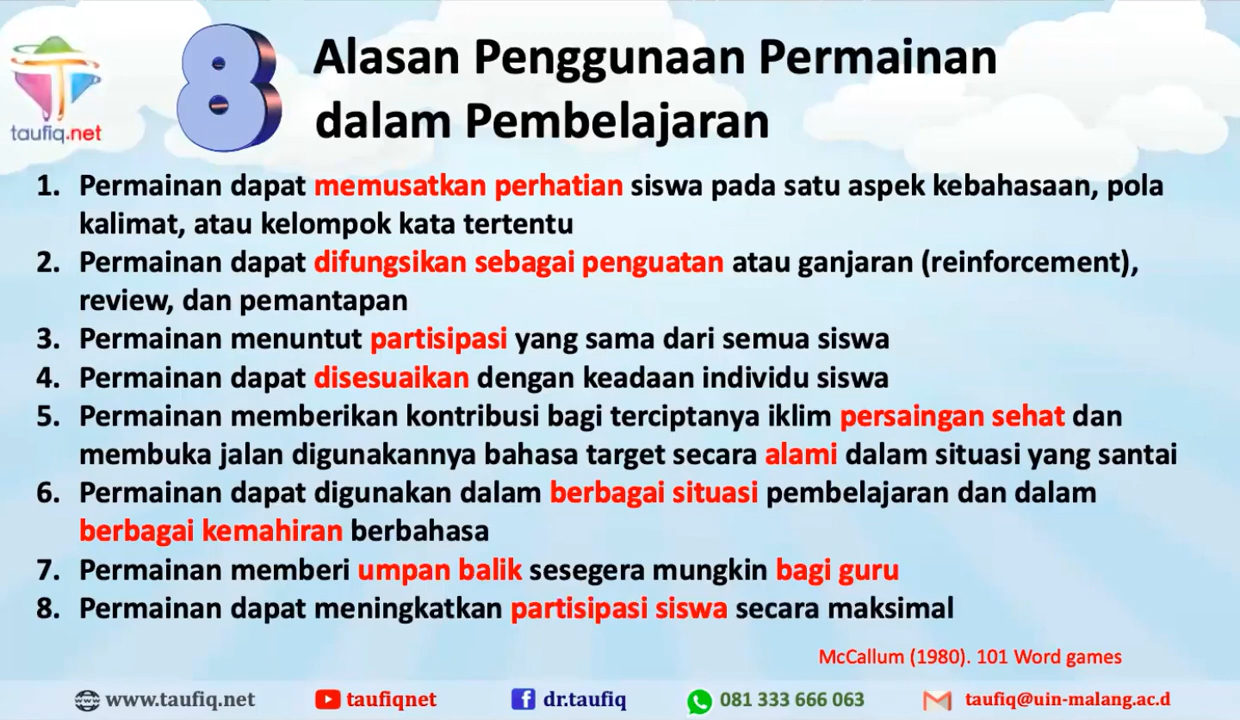 taufiq.net
8
Alasan Penggunaan Permainan
dalam Pembelajaran
1. Permainan dapat memusatkan perhatian siswa pada satu aspek kebahasaan, pola
kalimat, atau kelompok kata tertentu
2. Permainan dapat difungsikan sebagai penguatan atau ganjaran (reinforcement),
review, dan pemantapan
3. Permainan menuntut partisipasi yang sama dari semua siswa
4. Permainan dapat disesuaikan dengan keadaan individu siswa
5. Permainan memberikan kontribusi bagi terciptanya iklim persaingan sehat dan
membuka jalan digunakannya bahasa target secara alami dalam situasi yang santai
6. Permainan dapat digunakan dalam berbagai situasi pembelajaran dan dalam
berbagai kemahiran berbahasa
7. Permainan memberi umpan balik sesegera mungkin bagi guru
8. Permainan dapat meningkatkan partisipasi siswa secara maksimal
McCallum (1980). 101 Word games
www.taufiq.net taufiqnet dr.taufiq 081 333 666 063 taufiq@uin-malang.ac.d